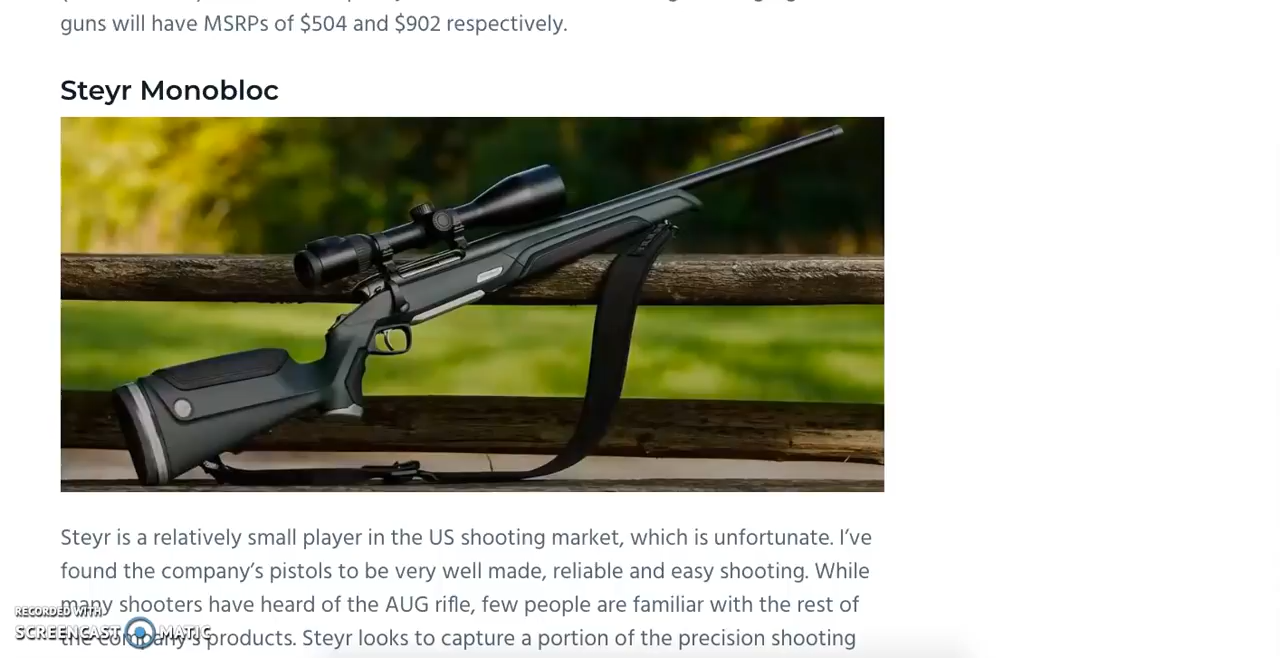 guns will have MSRPs of $504 and $902 respectively.
Steyr Monobloc
Steyr is a relatively small player in the US shooting market, which is unfortunate. I’ve
found the company’s pistols to be very well made, reliable and easy shooting. While
many shooters have heard of the AUG rifle, few people are familiar with the rest of
the company’s products. Steyr looks to capture a portion of the precision shooting
RECORDED WITH
SCREENCAST MATIC